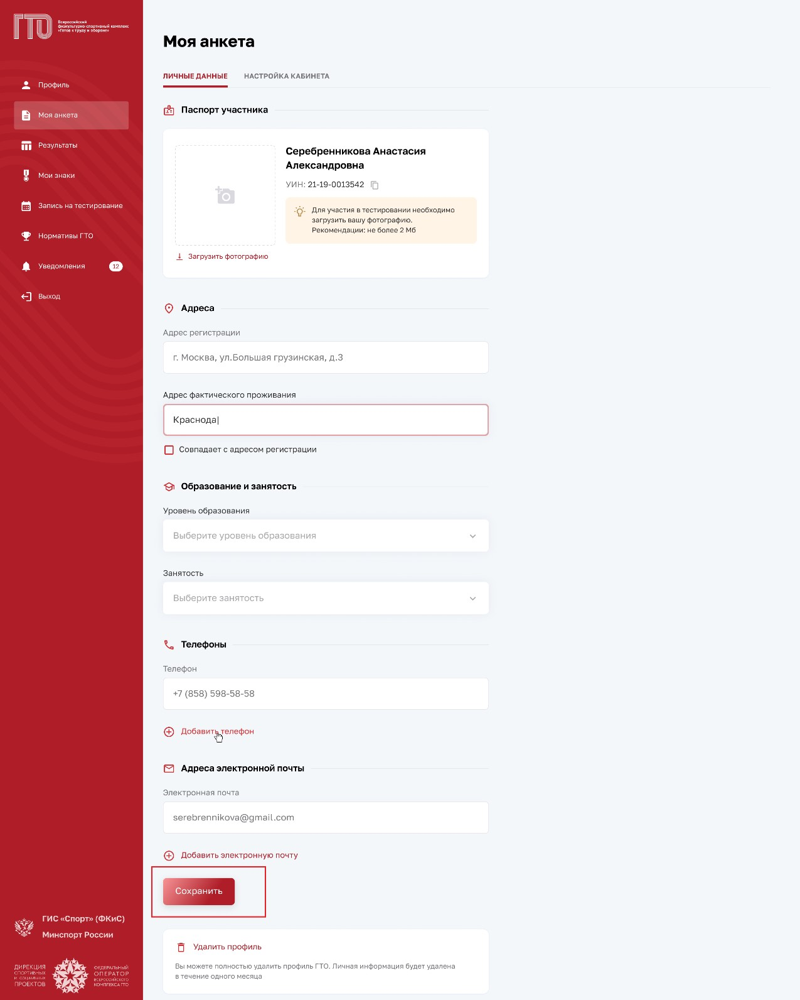 Всероссийский
физкультурно-спортивный комплекс
«Готов к труду и обороне»
Профиль
Моя анкета
Результаты
Мои знаки
Запись на тестирование
Нормативы ГТО
Уведомления 12
Выход
ГИС «Спорт» (ФКиС)
Минспорт России
ДИРЕКЦИЯ
СПОРТИВНЫХ
И СОЦИАЛЬНЫХ
ПРОЕКТОВ
ФЕДЕРАЛЬНЫЙ
ОПЕРАТОР
ВСЕРОССИЙСКОГО
КОМПЛЕКСА ГТО
Моя анкета
ЛИЧНЫЕ ДАННЫЕ НАСТРОЙКА КАБИНЕТА
Паспорт участника
Серебренникова Анастасия
Александровна
УИН: 21-19-0013542
Для участия в тестировании необходимо
загрузить вашу фотографию.
Рекомендации: не более 2 Мб
Загрузить фотографию
Адреса
Адрес регистрации
г. Москва, ул.Большая грузинская, д.3
Адрес фактического проживания
Краснода
Совпадает с адресом регистрации
Образование и занятость
Уровень образования
Выберите уровень образования
Занятость
Выберите занятость
Телефоны
Телефон
+7 (858) 598-58-58
Добавить телефон
Адреса электронной почты
Электронная почта
serebrennikova@gmail.com
Добавить электронную почту
Сохранить
Удалить профиль
Вы можете полностью удалить профиль ГТО. Личная информация будет удалена
в течение одного месяца